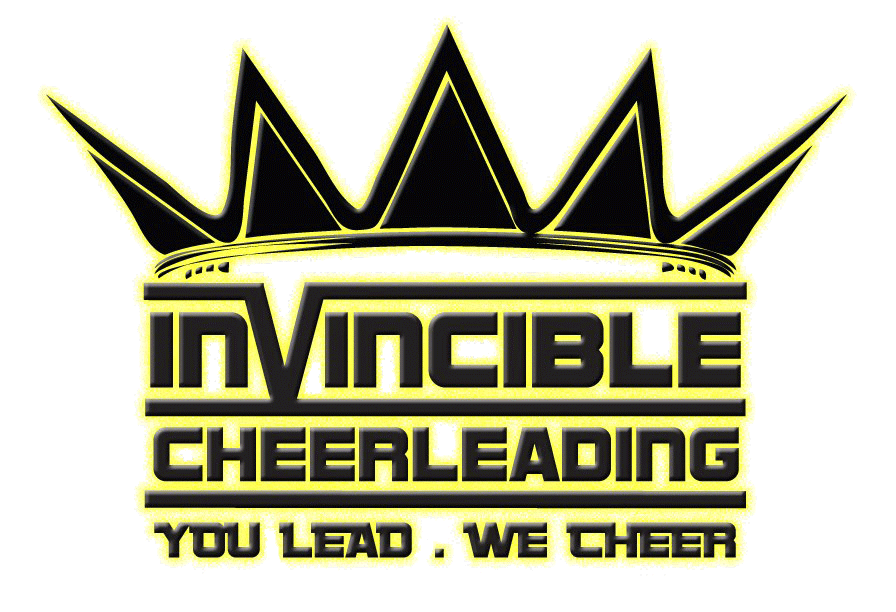 INVINCIBLE
CHEERLEADING
YOU LEAD . WE CHEER